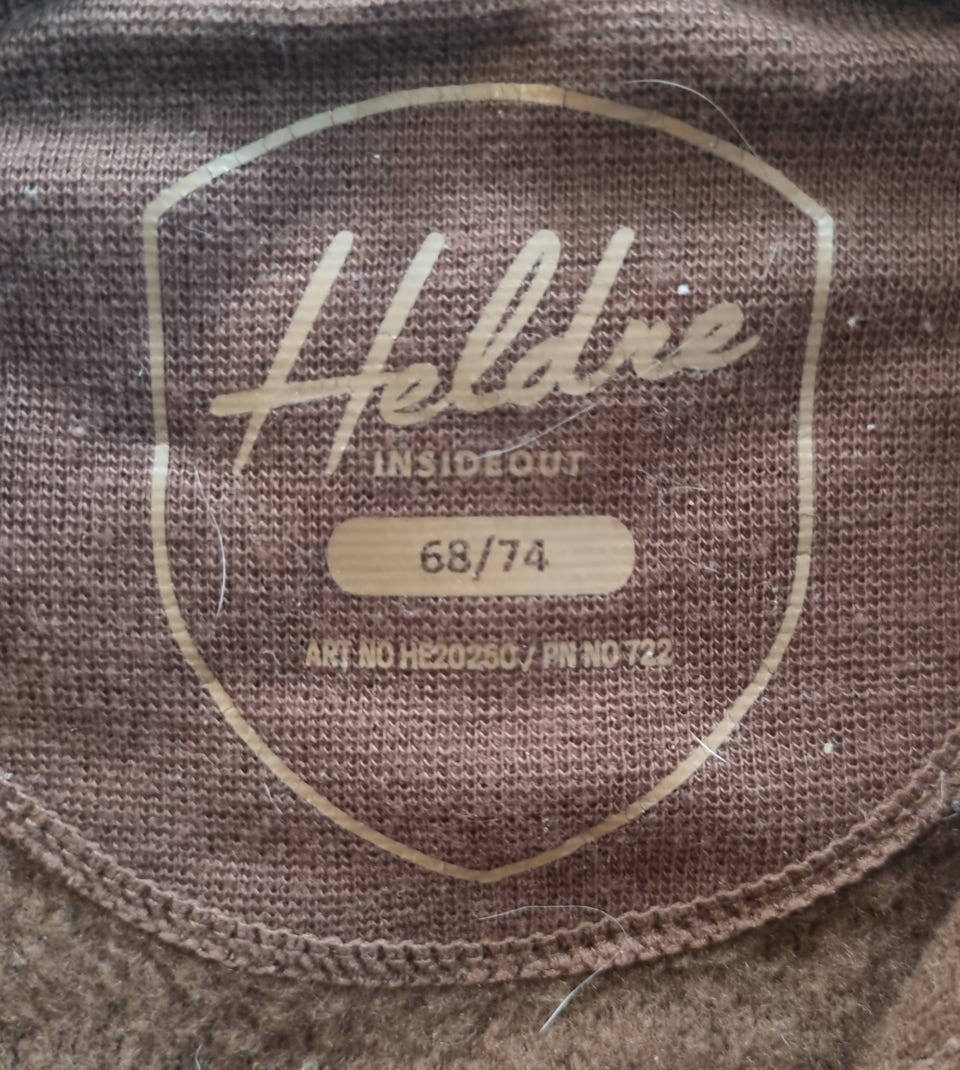 Heldre
INSIDEOUT
68/74
ART NO HE20250 / PN NO 722